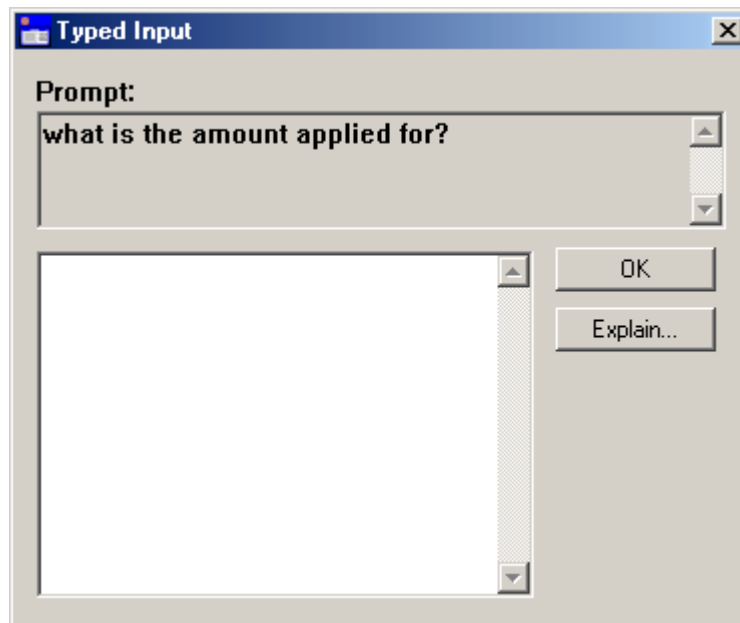 Typed Input
Prompt:
what is the amount applied for?
OK
Explain...